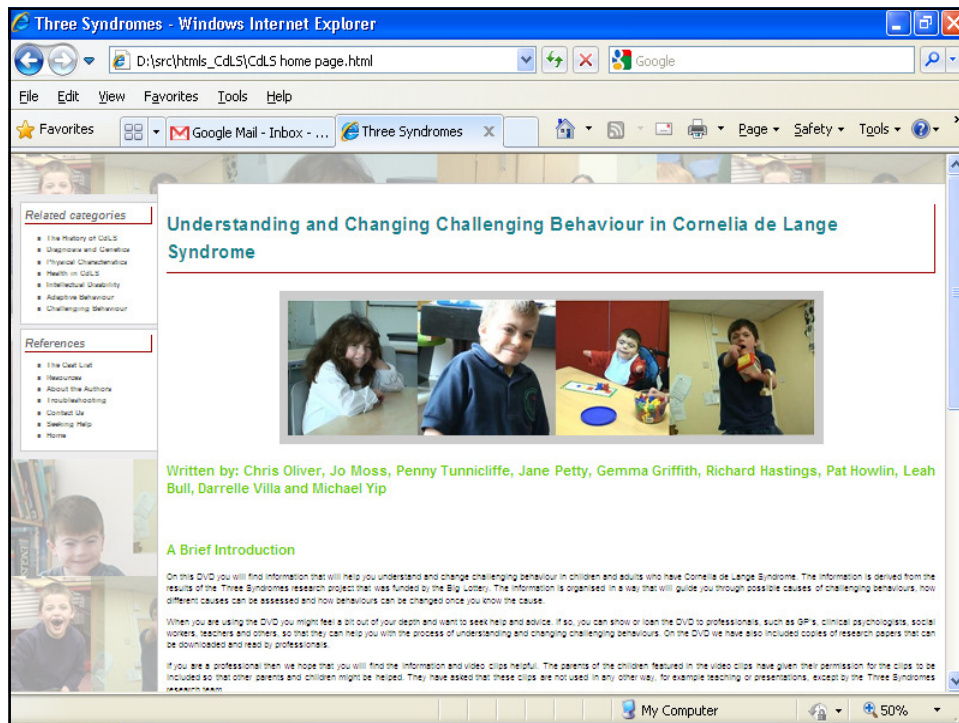 Three Syndromes - Windows Internet Explorer
D:\src\htmls_CdLS\CdLS home page.html
Google
File Edit View Favorites Tools Help
Favorites
Google Mail - Inbox - ...
Three Syndromes X
Page Safety Tools
Related categories
The History of CdLS
Diagnosis and Genetics
Physical Characteristics
Health in CdLS
Intellectual Disability
Adaptive Behaviour
Challenging Behaviour
References
The Cast List
Resources
About the Authors
Troubleshooting
Contact Us
Seeking Help
Home
Understanding and Changing Challenging Behaviour in Cornelia de Lange
Syndrome
Written by: Chris Oliver, Jo Moss, Penny Tunnicliffe, Jane Petty, Gemma Griffith, Richard Hastings, Pat Howlin, Leah
Bull, Darrelle Villa and Michael Yip
A Brief Introduction
On this DVD you will find information that will help you understand and change challenging behaviour in children and adults who have Cornelia de Lange Syndrome. The information is derived from the
results of the Three Syndromes research project that was funded by the Big Lottery. The information is organised in a way that will guide you through possible causes of challenging behaviours, how
different causes can be assessed and how behaviours can be changed once you know the cause.
When you are using the DVD you might feel a bit out of your depth and want to seek help and advice. If so, you can show or loan the DVD to professionals, such as GP's, clinical psychologists, social
workers, teachers and others, so that they can help you with the process of understanding and changing challenging behaviours. On the DVD we have also included copies of research papers that can
be downloaded and read by professionals.
If you are a professional then we hope that you will find the information and video clips helpful. The parents of the children featured in the video clips have given their permission for the clips to be
included so that other parents and children might be helped. They have asked that these clips are not used in any other way, for example teaching or presentations, except by the Three Syndromes
research team.
My Computer
50%